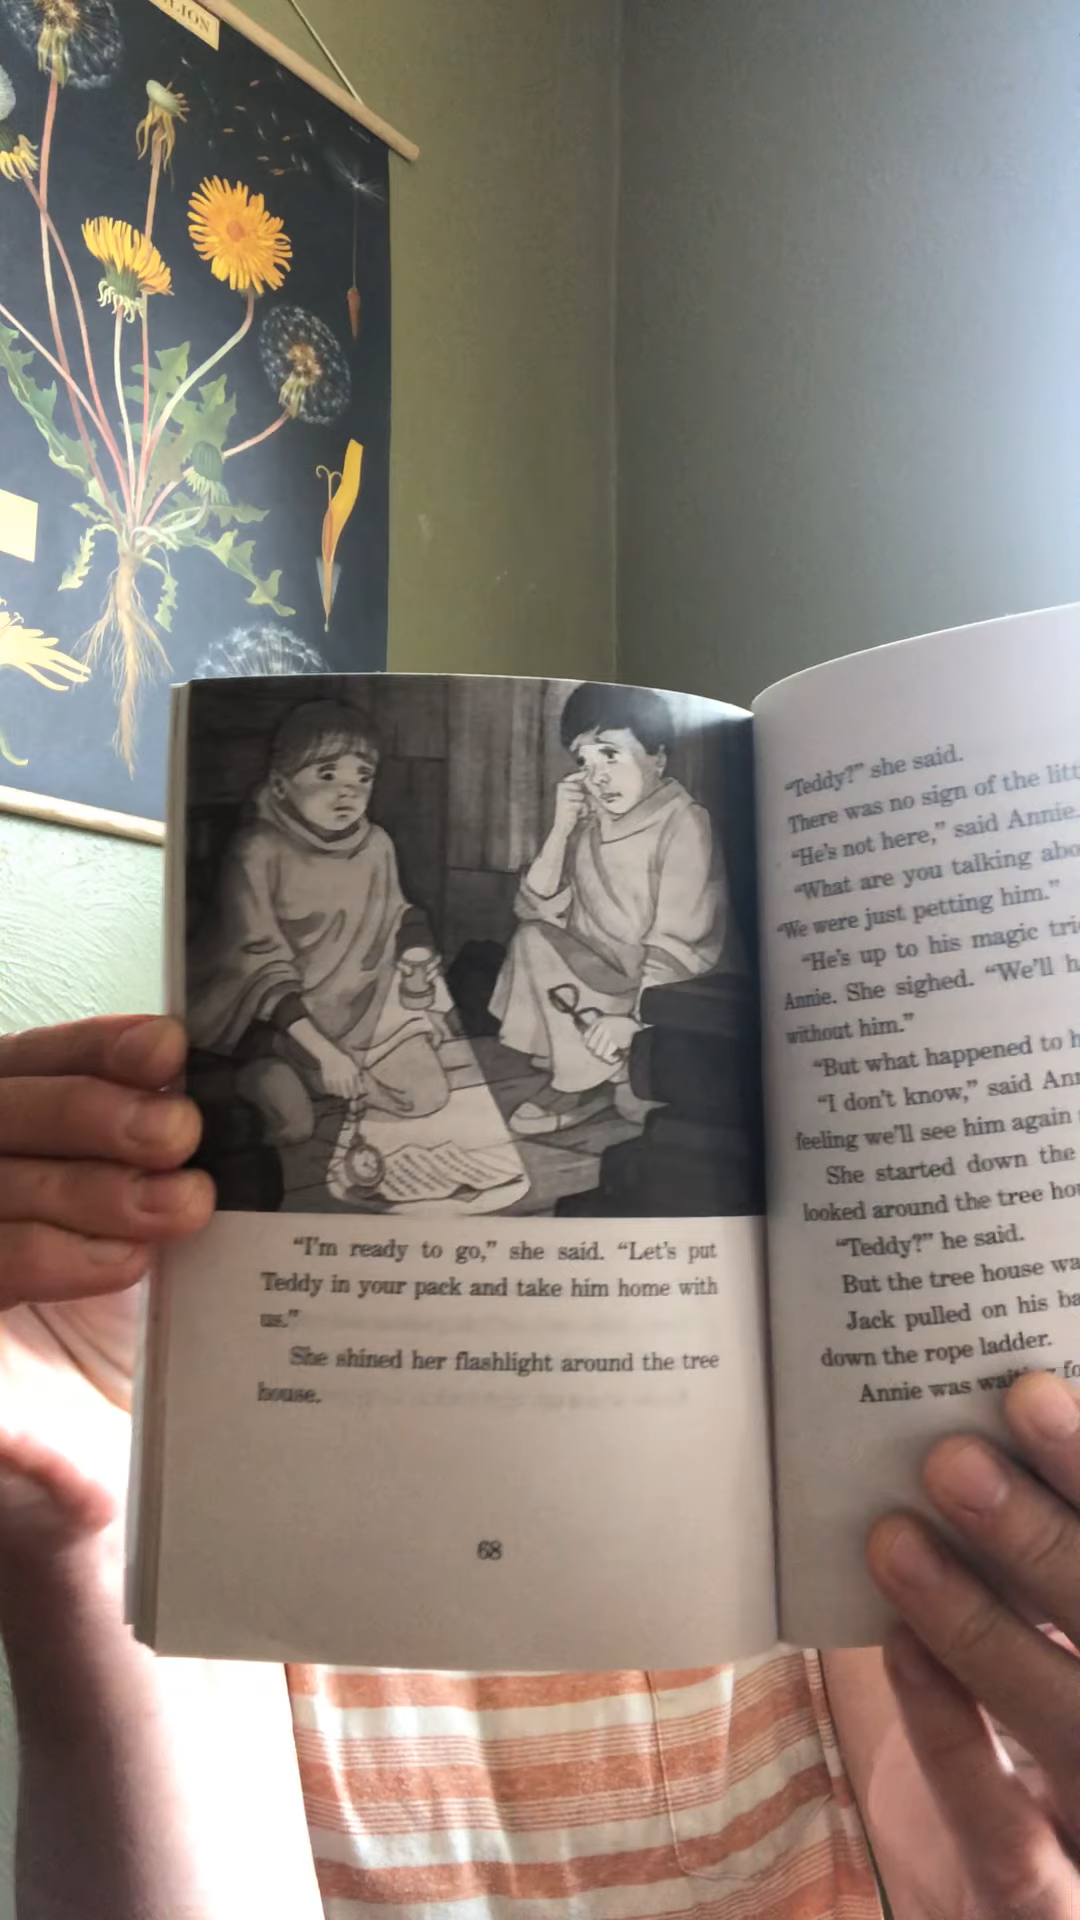 "I'm ready to go," she said. "Let's put
Teddy in your pack and take him home with
us."
She shined her flashlight around the tree
house.
68
"Teddy?" she said.
There was no sign of the
"He's not here," said Annie.
"What are you talking
"We were just petting him."
"He's up to his magic
Annie. She sighed. "We'll
without him."
"But what happened to
"I don't know," said
feeling we'll see him again
She started down the
looked around the tree
"Teddy?" he said.
But the tree house
Jack pulled on his
down the rope ladder.
Annie was